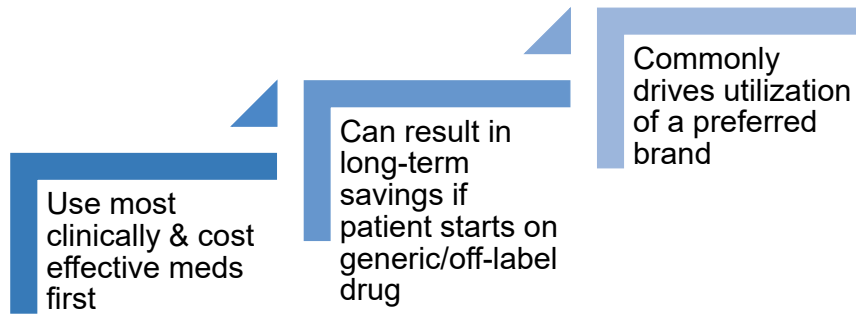 Use most
clinically & cost
effective meds
first
Can result in
long-term
savings if
patient starts on
generic/off-label
drug
Commonly
drives utilization
of a preferred
brand